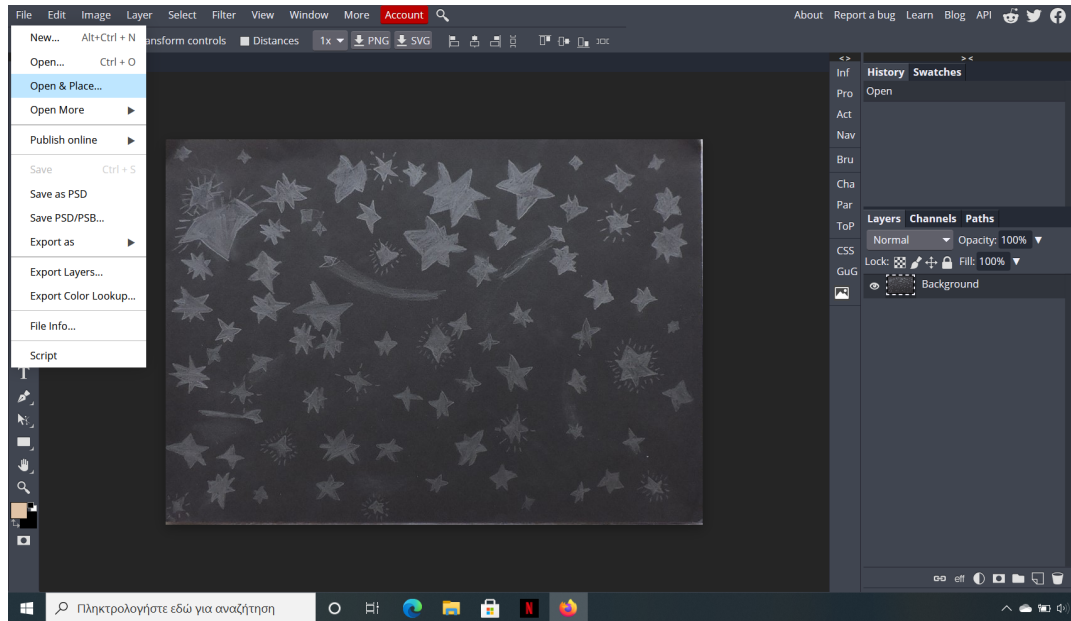 File Edit Image Layer Select Filter View Window More Account About Report a bug Learn Blog API
ansform controls Distances 1x PNG SVG
New... Alt+Ctrl + N
Open... Ctrl + O
Open & Place...
Open More
Publish online
Save Ctrl + S
Save as PSD
Save PSD/PSB...
Export as
Export Layers...
Export Color Lookup...
File Info...
Script
< >
Inf
Pro
Act
Nav
Bru
Cha
Par
ToP
CSS
GuG
> <
History Swatches
Open
Layers Channels Paths
Normal Opacity: 100%
Lock: Fill: 100%
Background
eff
Πληκτρολογήστε εδώ για αναζήτηση